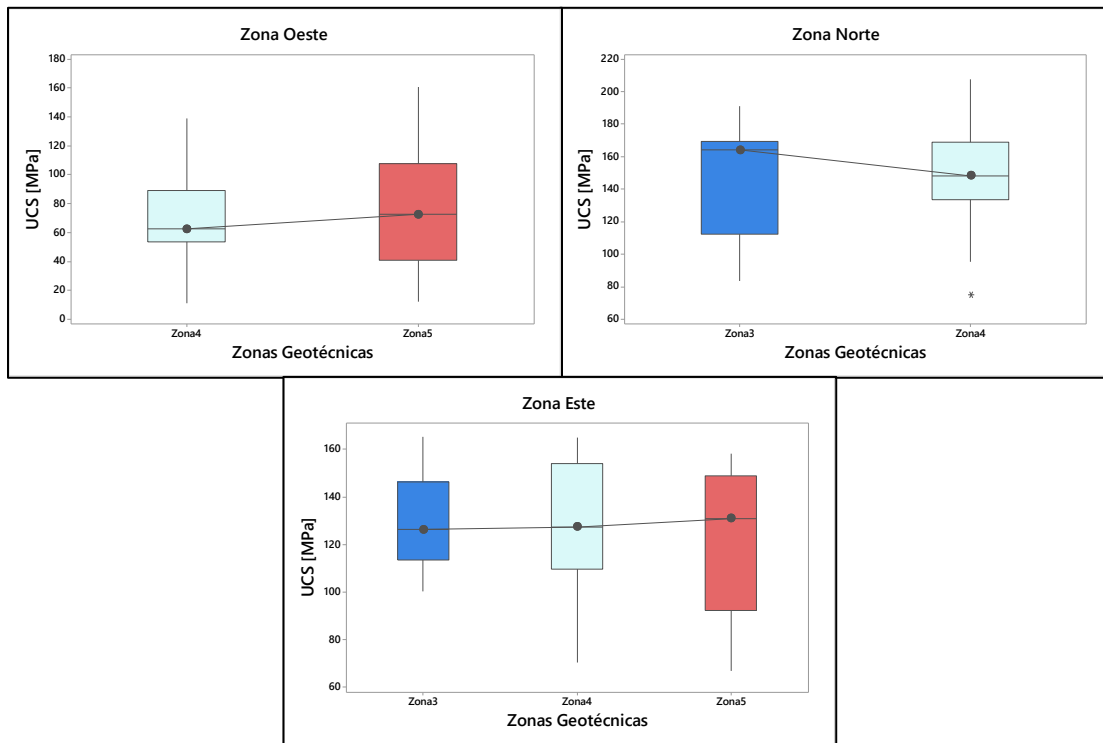 Zona Oeste
UCS [MPa]
180
160
140
120
100
80
60
40
20
0
Zona4 Zona5
Zonas Geotécnicas
Zona Norte
UCS [MPa]
220
200
180
160
140
120
100
80
60
*
Zona3 Zona4
Zonas Geotécnicas
Zona Este
UCS [MPa]
160
140
120
100
80
60
Zona3 Zona4 Zona5
Zonas Geotécnicas